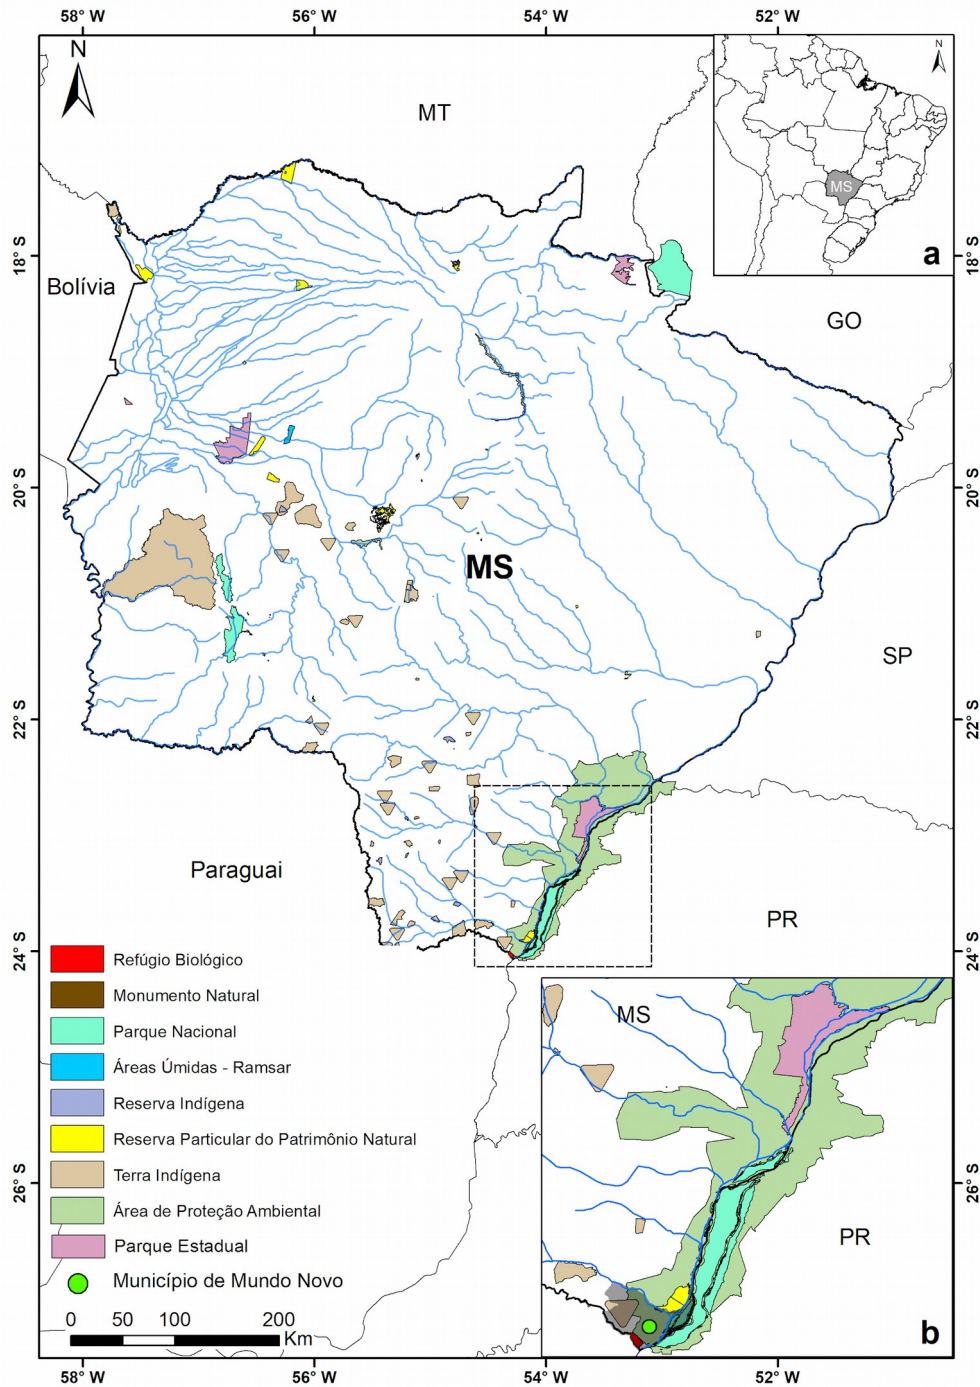 58° W
56° W
54° W
52° W
N
MT
N
MS
a
18° S
18° S
Bolívia
GO
20° S
20° S
MS
SP
22° S
22° S
Paraguai
PR
24° S
24° S
Refúgio Biológico
Monumento Natural
Parque Nacional
Áreas Úmidas - Ramsar
Reserva Indígena
Reserva Particular do Patrimônio Natural
Terra Indígena
Área de Proteção Ambiental
Parque Estadual
Município de Mundo Novo
0 50 100 200
Km
MS
26° S
26° S
PR
b
58° W
56° W
54° W
52° W